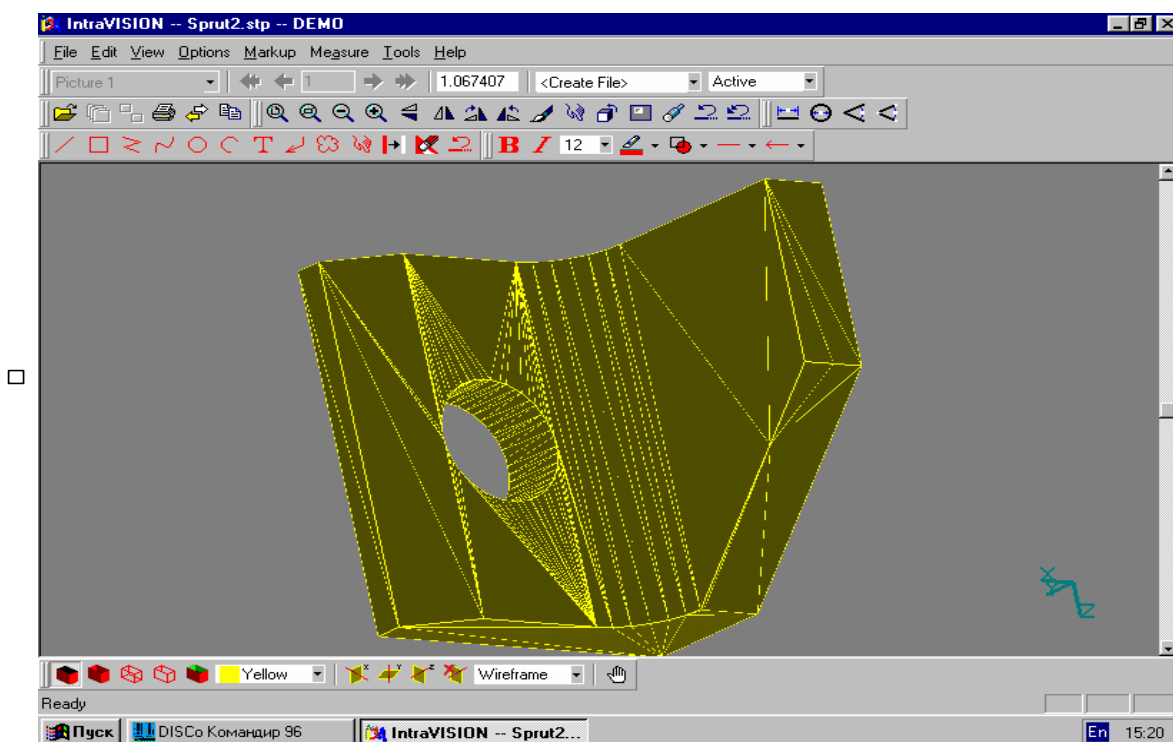 IntraVISION -- Sprut2.stp -- DEMO
File Edit View Options Markup Measure Tools Help
Picture 1 1 1.067407 <Create File> Active
T B I 12
X
Z
Yellow X Y Z Wireframe
Ready
Пуск DISCo Командир 96 IntraVISION -- Sprut2... En 15:20